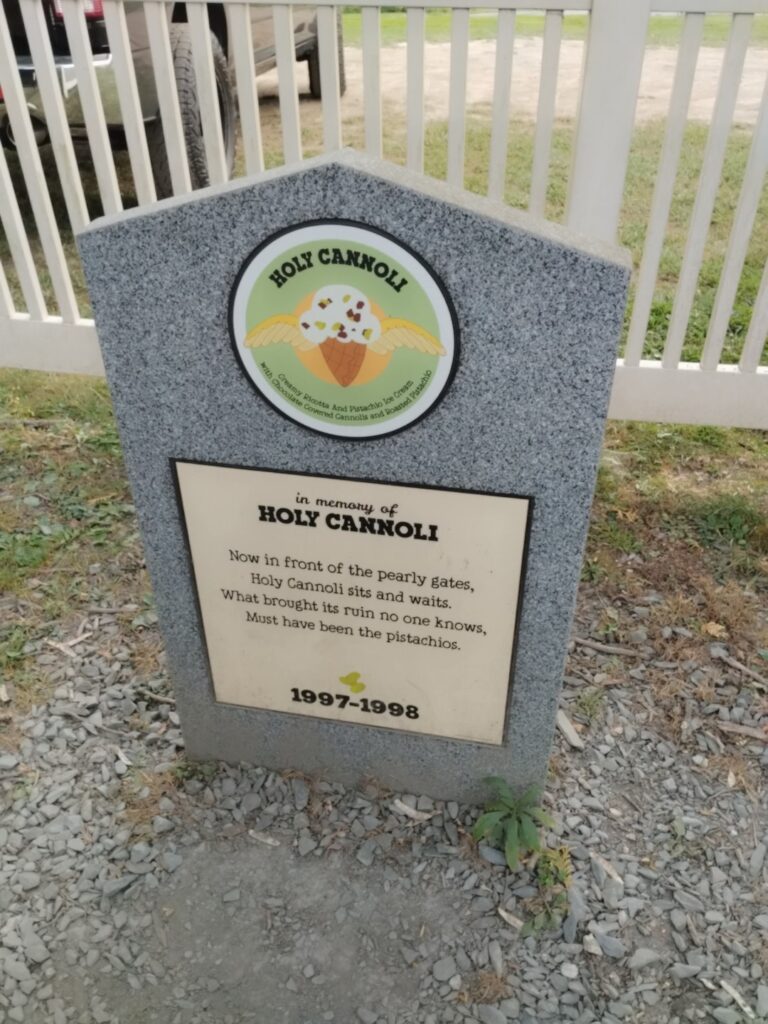 HOLY CANNOLI
Creamy Ricotta And Pistachio Ice Cream
with Chocolate Covered Cannolis and Roasted Pistachio
in memory of
HOLY CANNOLI
Now in front of the pearly gates,
Holy Cannoli sits and waits.
What brought its ruin no one knows,
Must have been the pistachios.
1997-1998